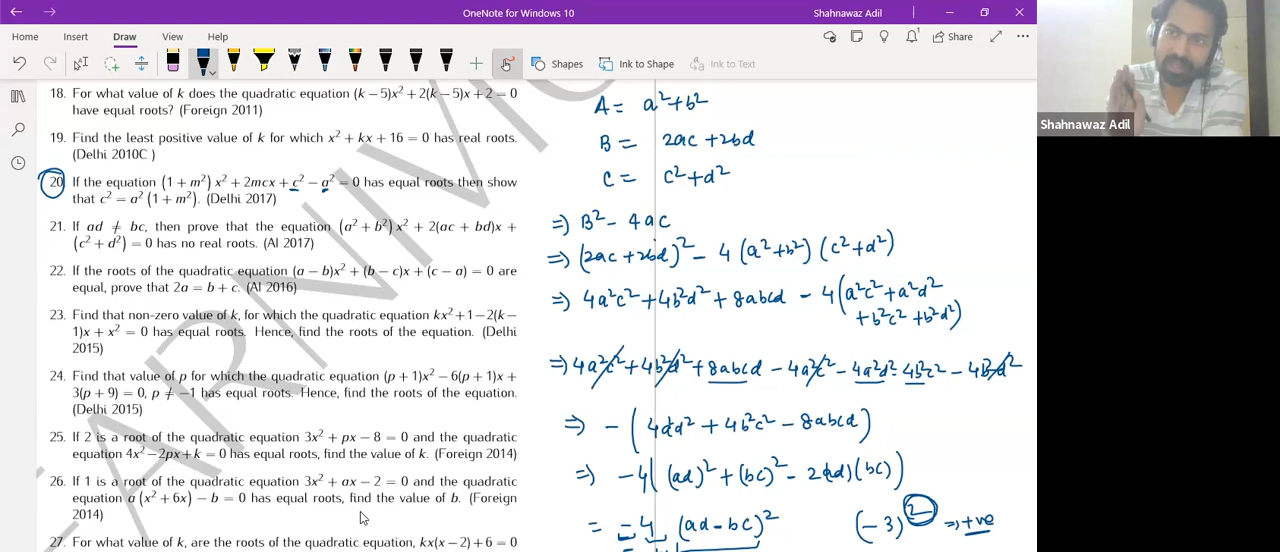 OneNote for Windows 10
Shahnawaz Adil
Home Insert Draw View Help
Share
Shapes
Ink to Shape
Ink to Text
18. For what value of k does the quadratic equation (k−5)x²+2(k−5)x+2=0
have equal roots? (Foreign 2011)
19. Find the least positive value of k for which x² + kx + 16 = 0 has real roots.
(Delhi 2010C )
20. If the equation (1 + m²) x² + 2mcx + c² − a² = 0 has equal roots then show
that c² = a² (1 + m²). (Delhi 2017)
21. If ad ≠ bc, then prove that the equation (a² + b²) x² + 2(ac + bd)x +
(c² + d²) = 0 has no real roots. (AI 2017)
22. If the roots of the quadratic equation (a − b)x² + (b − c)x + (c − a) = 0 are
equal, prove that 2a = b + c. (AI 2016)
23. Find that non-zero value of k, for which the quadratic equation kx²+1−2(k−
1)x + x² = 0 has equal roots. Hence, find the roots of the equation. (Delhi
2015)
24. Find that value of p for which the quadratic equation (p + 1)x² − 6(p + 1)x +
3(p + 9) = 0, p ≠ −1 has equal roots. Hence, find the roots of the equation.
(Delhi 2015)
25. If 2 is a root of the quadratic equation 3x² + px − 8 = 0 and the quadratic
equation 4x²−2px+k = 0 has equal roots, find the value of k. (Foreign 2014)
26. If 1 is a root of the quadratic equation 3x² + ax − 2 = 0 and the quadratic
equation a (x² + 6x) − b = 0 has equal roots, find the value of b. (Foreign
2014)
27. For what value of k, are the roots of the quadratic equation, kx(x − 2) + 6 = 0
A = a²+b²
B = 2ac +2bd
C = c²+d²
⇒ B² − 4ac
⇒ (2ac+2bd)² − 4 (a²+b²) (c²+d²)
⇒ 4a²c² + 4b²d² + 8abcd − 4(a²c² + a²d²
+ b²c² + b²d²)
⇒ 4a²c² + 4b²d² + 8abcd − 4a²c² − 4a²d² − 4b²c² − 4b²d²
⇒ − (4a²d² + 4b²c² − 8abcd)
⇒ −4( (ad)² + (bc)² − 2(ad)(bc))
= −4 (ad−bc)² (−3)² ⇒ +ve
Shahnawaz Adil